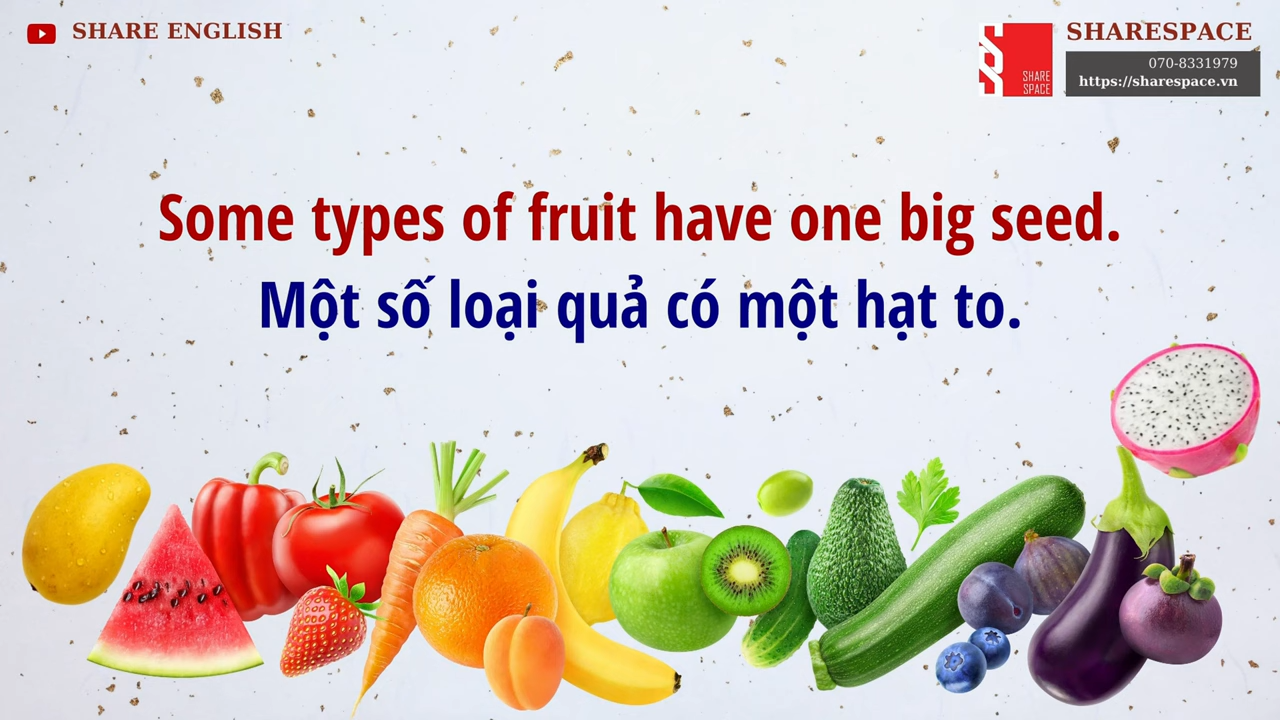 SHARE ENGLISH
SHARESPACE
070-8331979
https://sharespace.vn
SHARE
SPACE
Some types of fruit have one big seed.
Một số loại quả có một hạt to.